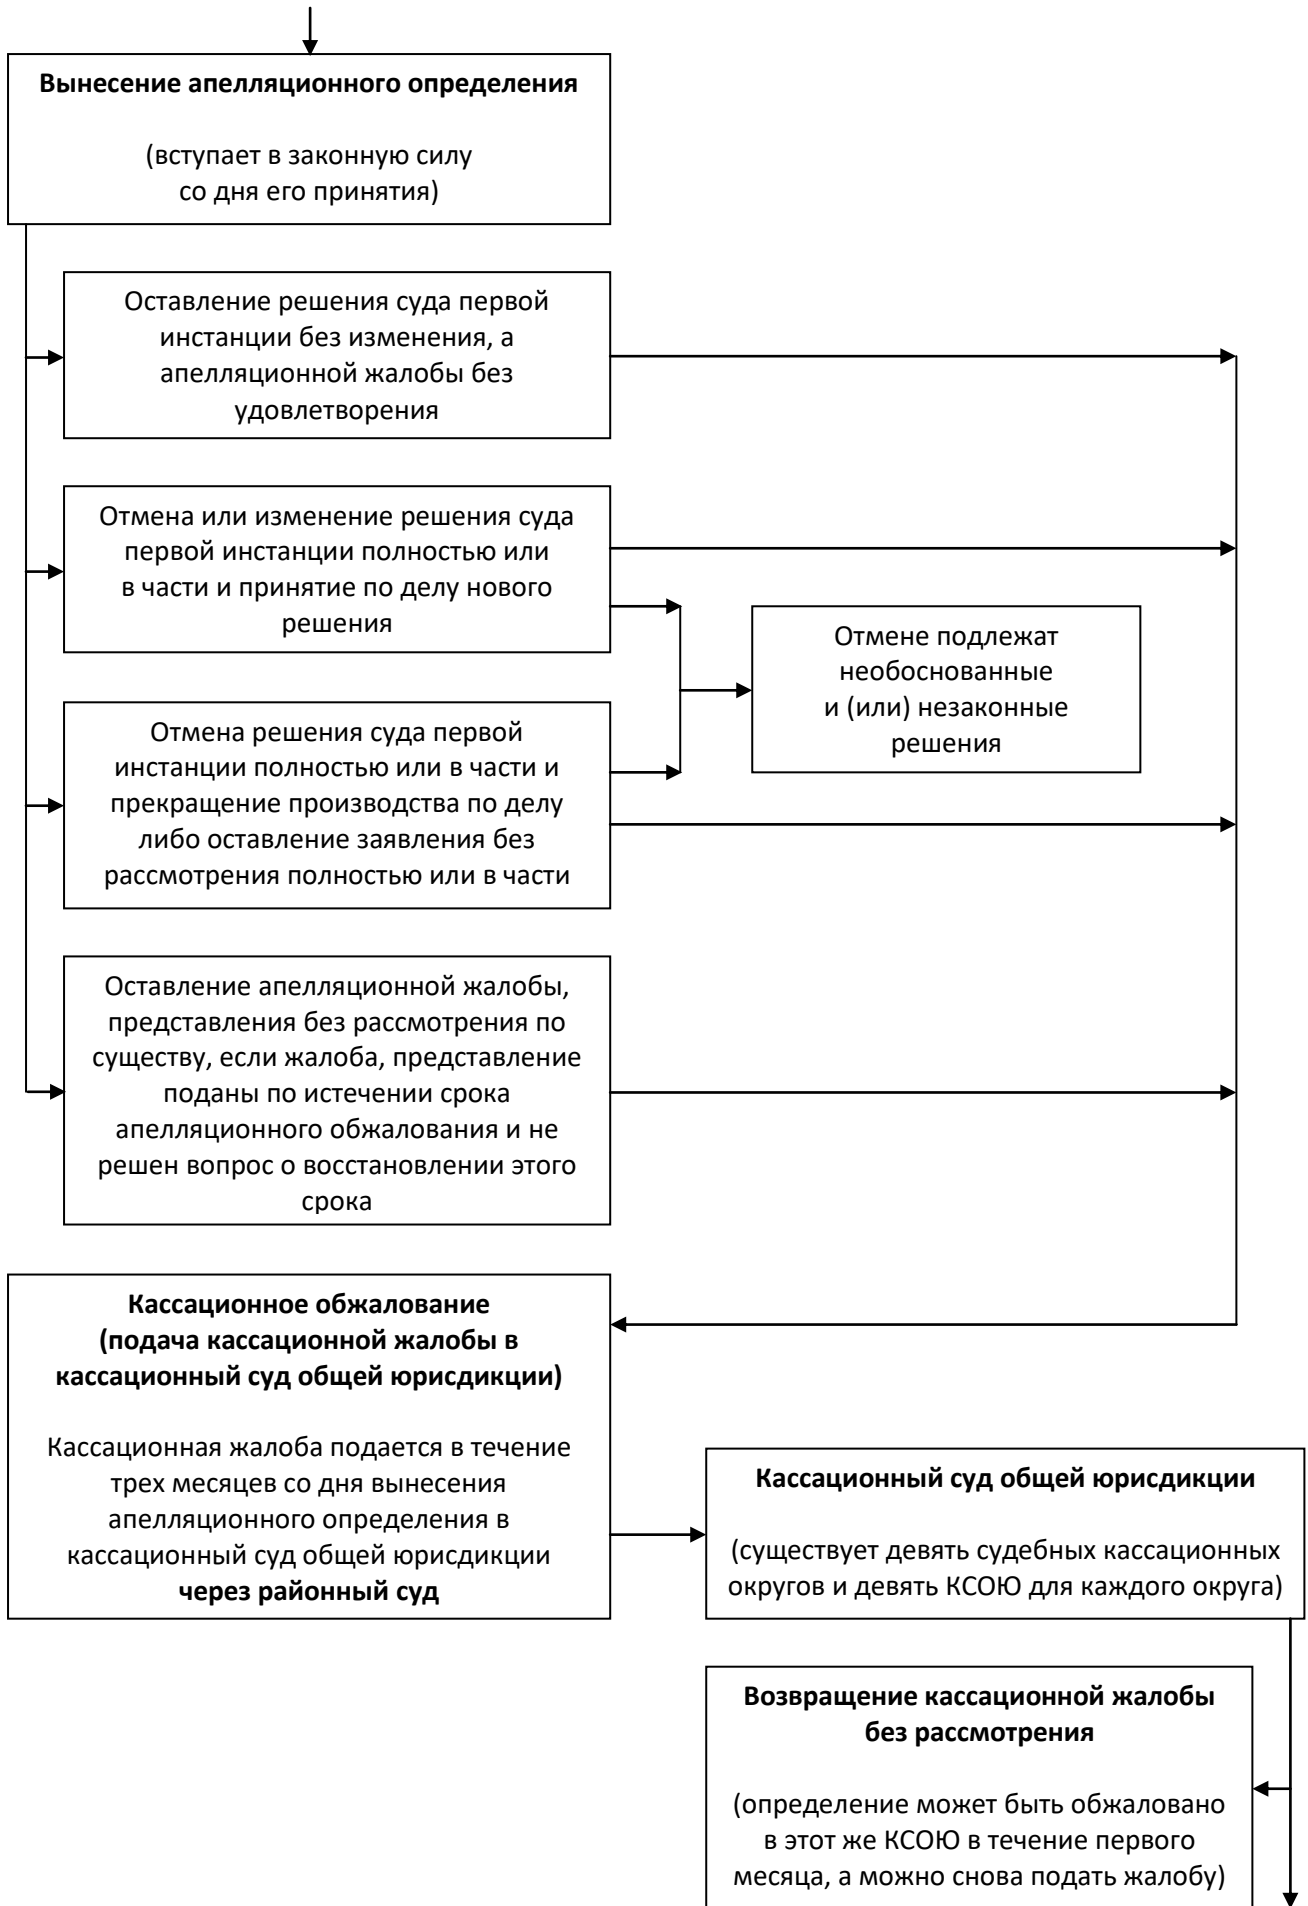 Вынесение апелляционного определения
(вступает в законную силу
со дня его принятия)
Оставление решения суда первой
инстанции без изменения, а
апелляционной жалобы без
удовлетворения
Отмена или изменение решения суда
первой инстанции полностью или
в части и принятие по делу нового
решения
Отмене подлежат
необоснованные
и (или) незаконные
решения
Отмена решения суда первой
инстанции полностью или в части и
прекращение производства по делу
либо оставление заявления без
рассмотрения полностью или в части
Оставление апелляционной жалобы,
представления без рассмотрения по
существу, если жалоба, представление
поданы по истечении срока
апелляционного обжалования и не
решен вопрос о восстановлении этого
срока
Кассационное обжалование
(подача кассационной жалобы в
кассационный суд общей юрисдикции)
Кассационная жалоба подается в течение
трех месяцев со дня вынесения
апелляционного определения в
кассационный суд общей юрисдикции
через районный суд
Кассационный суд общей юрисдикции
(существует девять судебных кассационных
округов и девять КСОЮ для каждого округа)
Возвращение кассационной жалобы
без рассмотрения
(определение может быть обжаловано
в этот же КСОЮ в течение первого
месяца, а можно снова подать жалобу)